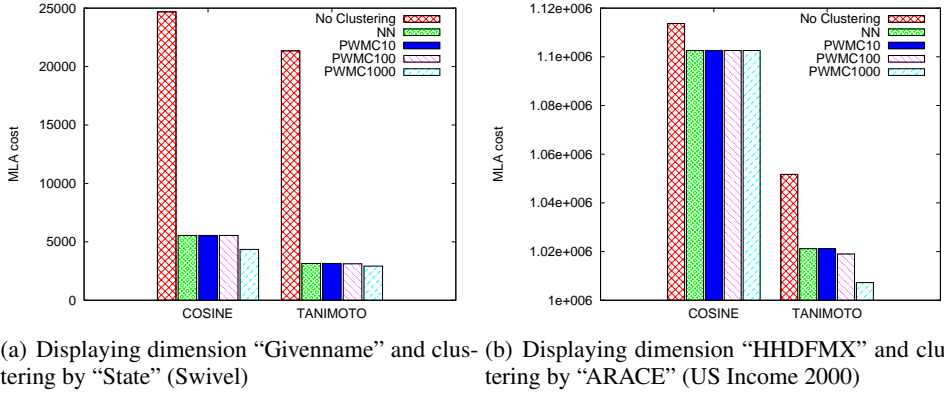 25000
20000
15000
10000
5000
0
MLA cost
COSINE
TANIMOTO
No Clustering
NN
PWMC10
PWMC100
PWMC1000
1.12e+006
1.1e+006
1.08e+006
1.06e+006
1.04e+006
1.02e+006
1e+006
MLA cost
COSINE
TANIMOTO
No Clustering
NN
PWMC10
PWMC100
PWMC1000
(a) Displaying dimension “Givenname” and clus-
tering by “State” (Swivel)
(b) Displaying dimension “HHDFMX” and clu
tering by “ARACE” (US Income 2000)